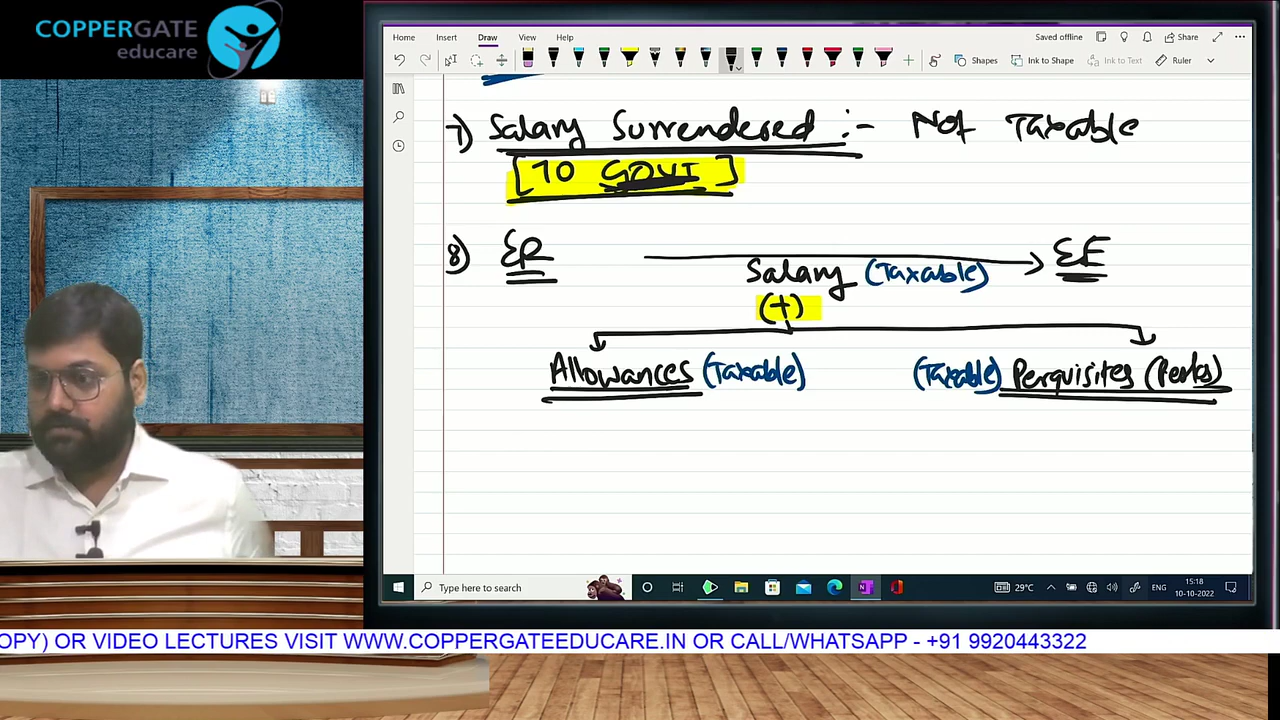 COPPERGATE
educare
Home Insert Draw View Help
Saved offline
Share
Shapes Ink to Shape Ink to Text Ruler
7) Salary Surrendered :- Not Taxable
[TO GOVT]
8) ER EE
Salary (Taxable)
(+)
Allowances (Taxable) (Taxable) Perquisites (Perks)
Type here to search
29°C ENG 15:18
10-10-2022
OPY) OR VIDEO LECTURES VISIT WWW.COPPERGATEEDUCARE.IN OR CALL/WHATSAPP - +91 9920443322